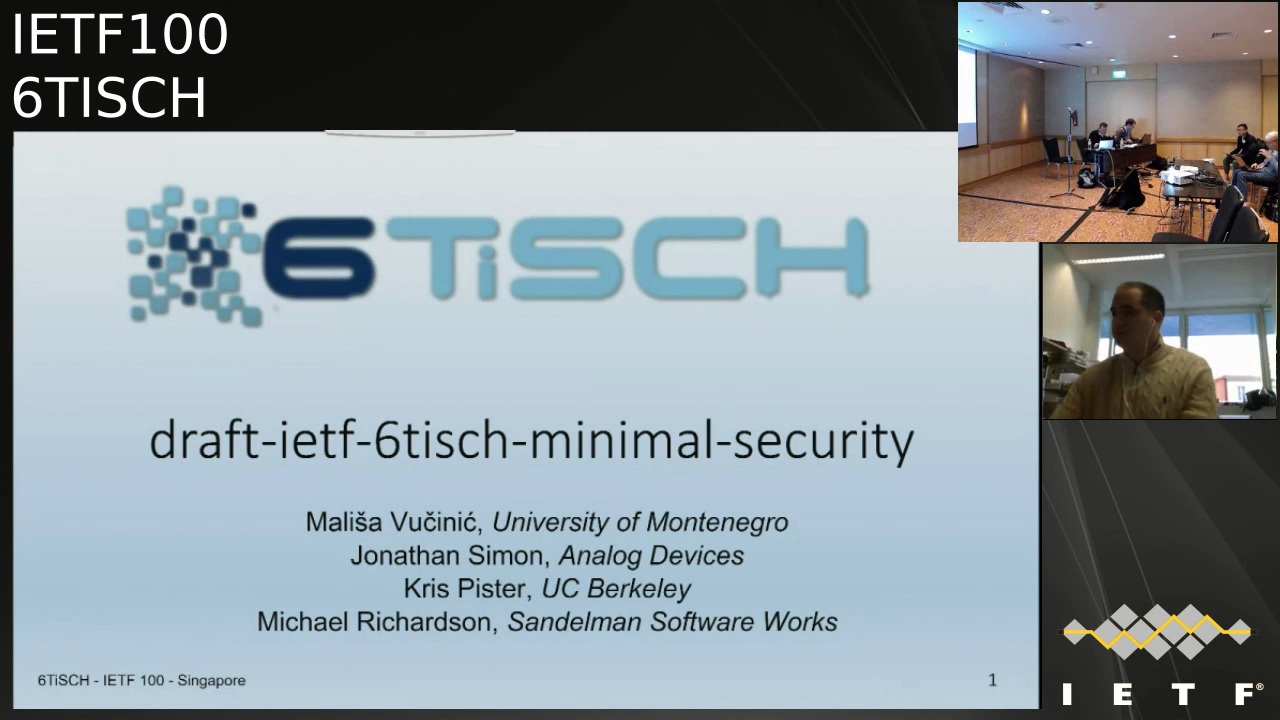 IETF100
6TISCH
6TiSCH
draft-ietf-6tisch-minimal-security
Mališa Vučinić, University of Montenegro
Jonathan Simon, Analog Devices
Kris Pister, UC Berkeley
Michael Richardson, Sandelman Software Works
6TiSCH - IETF 100 - Singapore
1
I E T F®